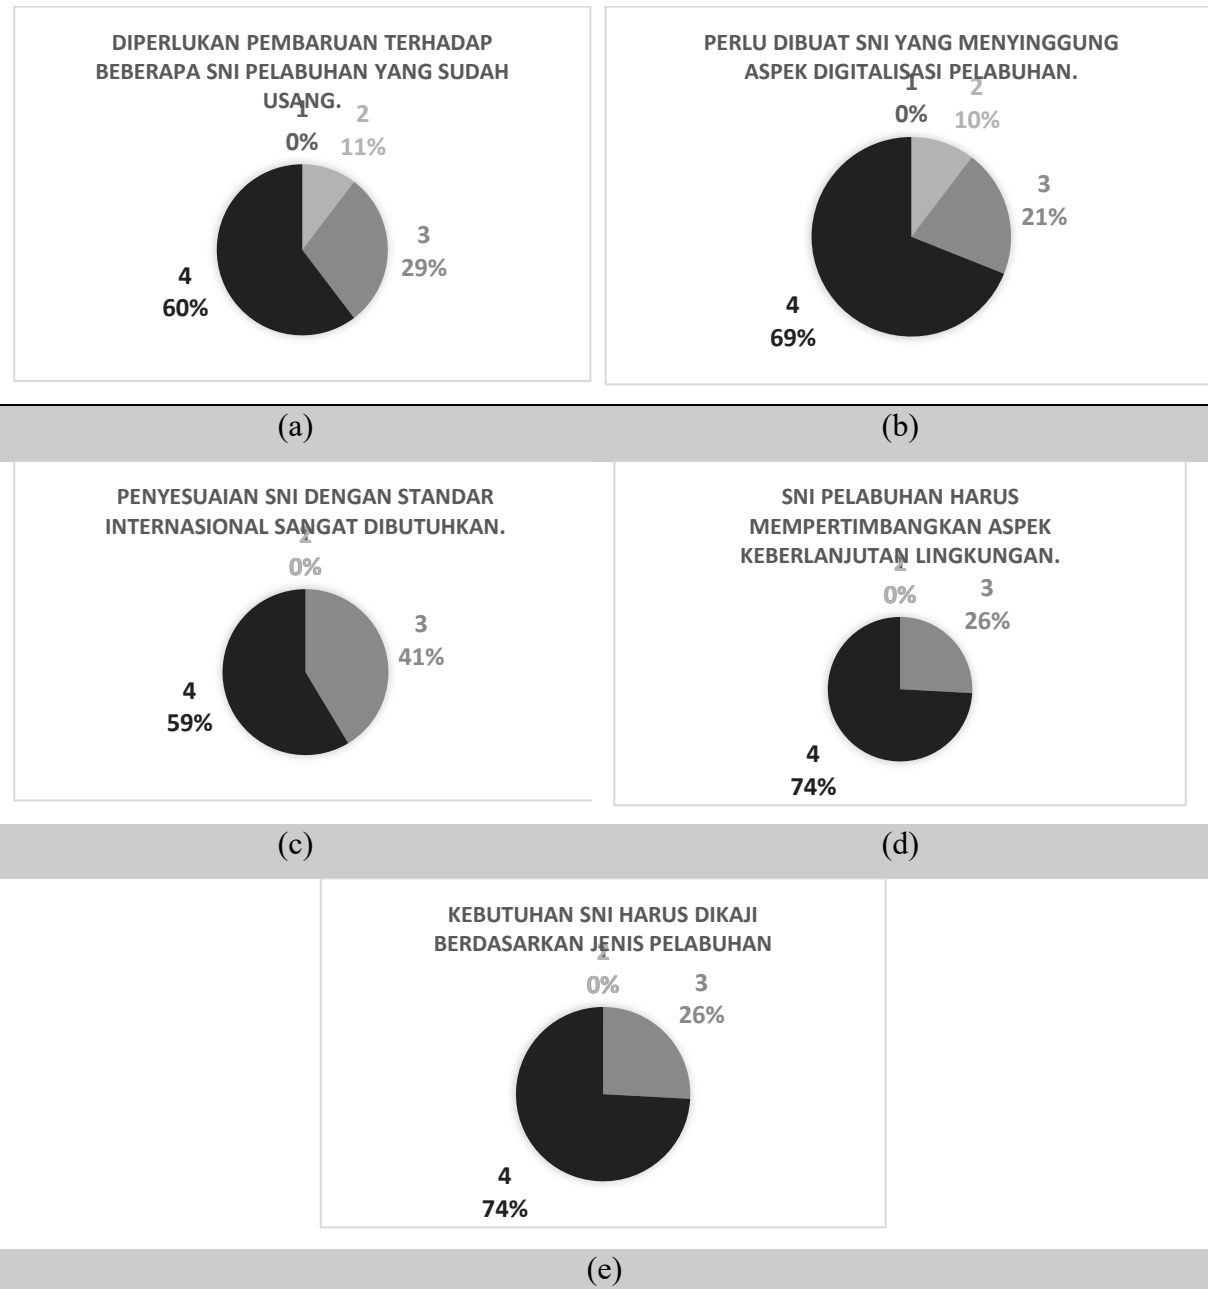 DIPERLUKAN PEMBARUAN TERHADAP
BEBERAPA SNI PELABUHAN YANG SUDAH
USANG.
1
0%
2
11%
3
29%
4
60%
(a)
PERLU DIBUAT SNI YANG MENYINGGUNG
ASPEK DIGITALISASI PELABUHAN.
1
0%
2
10%
3
21%
4
69%
(b)
PENYESUAIAN SNI DENGAN STANDAR
INTERNASIONAL SANGAT DIBUTUHKAN.
0%
3
41%
4
59%
(c)
SNI PELABUHAN HARUS
MEMPERTIMBANGKAN ASPEK
KEBERLANJUTAN LINGKUNGAN.
0%
3
26%
4
74%
(d)
KEBUTUHAN SNI HARUS DIKAJI
BERDASARKAN JENIS PELABUHAN
0%
3
26%
4
74%
(e)